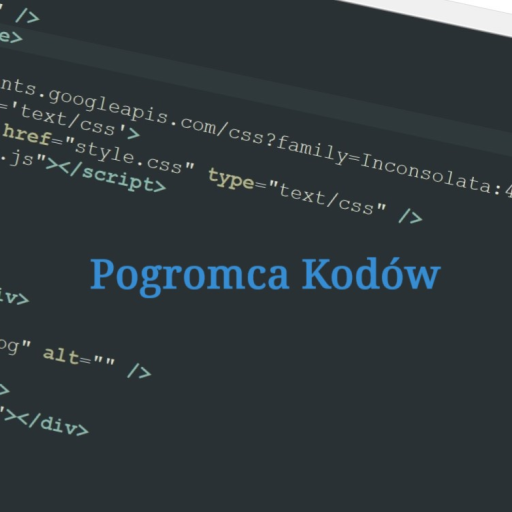 " />
e>
nts.googleapis.com/css?family=Inconsolata:4
='text/css'>
href="style.css" type="text/css" />
.js"></script>
Pogromca Kodów
iv>
og" alt="" />
>
"></div>